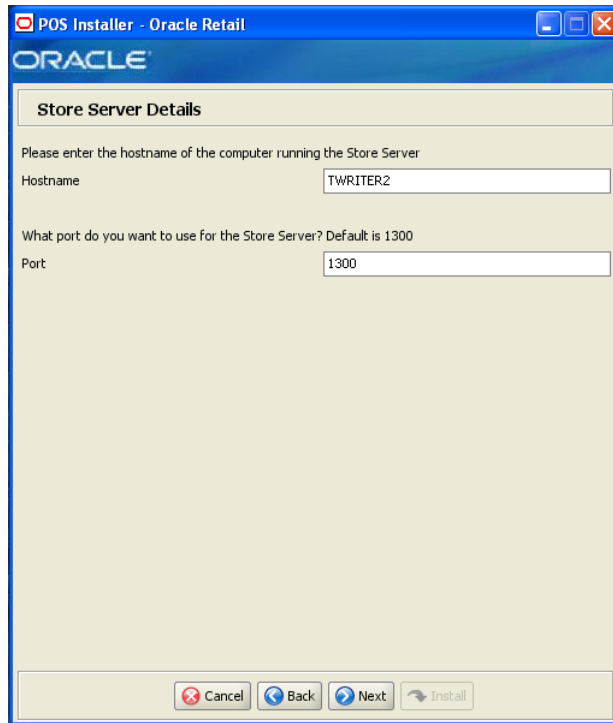 POS Installer - Oracle Retail
ORACLE
Store Server Details
Please enter the hostname of the computer running the Store Server
Hostname TWRITER2
What port do you want to use for the Store Server? Default is 1300
Port 1300
Cancel Back Next Install